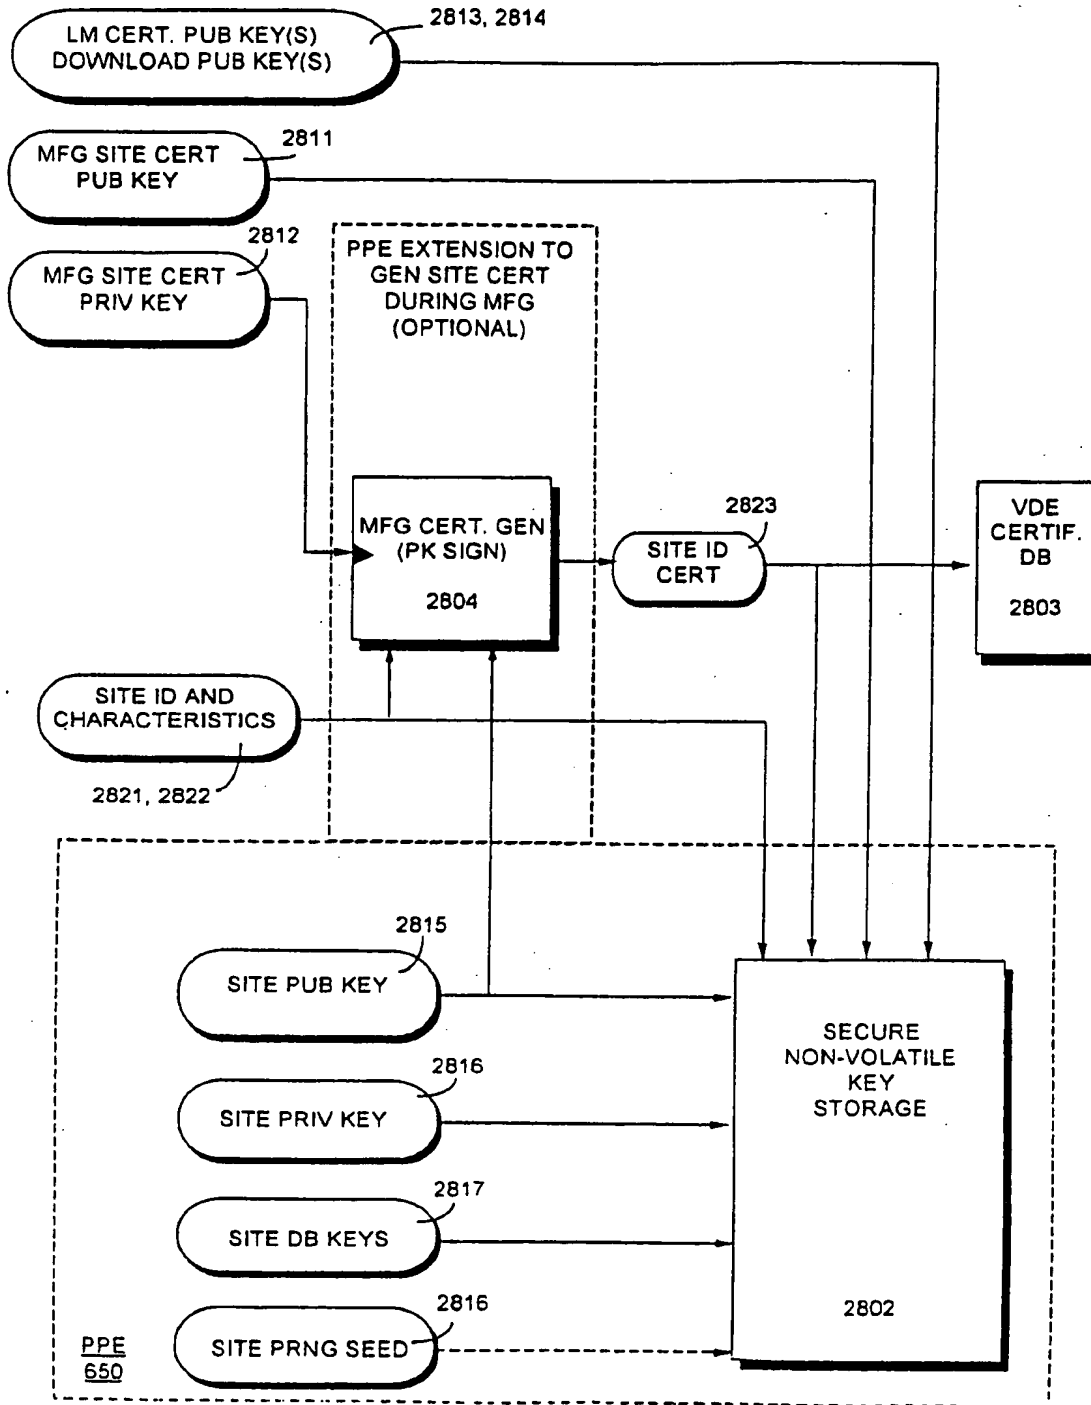 2813, 2814
LM CERT. PUB KEY(S)
DOWNLOAD PUB KEY(S)
2811
MFG SITE CERT
PUB KEY
2812
MFG SITE CERT
PRIV KEY
PPE EXTENSION TO
GEN SITE CERT
DURING MFG
(OPTIONAL)
MFG CERT. GEN
(PK SIGN)
2804
2823
SITE ID
CERT
VDE
CERTIF.
DB
2803
SITE ID AND
CHARACTERISTICS
2821, 2822
2815
SITE PUB KEY
2816
SITE PRIV KEY
2817
SITE DB KEYS
2816
SITE PRNG SEED
SECURE
NON-VOLATILE
KEY
STORAGE
2802
PPE
650